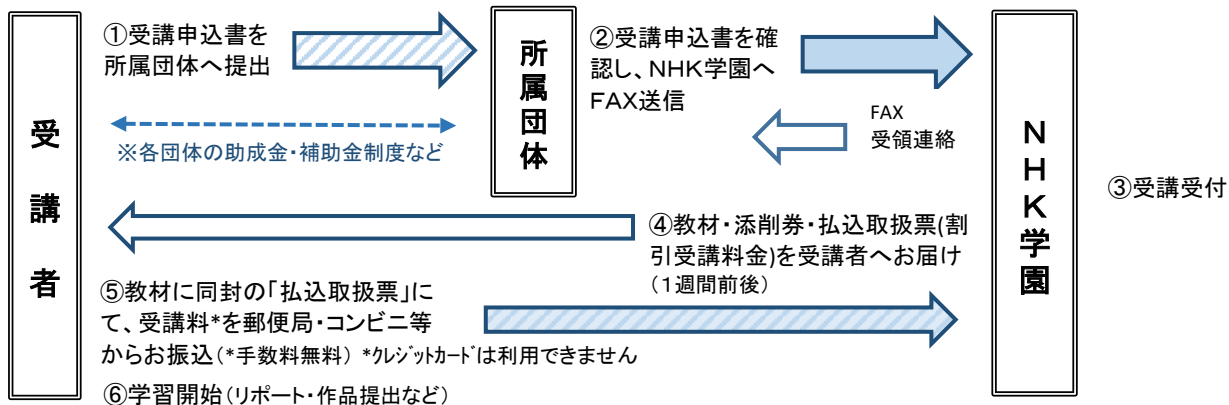 受講者
①受講申込書を
所属団体へ提出
所属団体
②受講申込書を確
認し、NHK学園へ
FAX送信
FAX
受領連絡
※各団体の助成金・補助金制度など
NHK学園
③受講受付
④教材・添削券・払込取扱票(割
引受講料金)を受講者へお届け
(1週間前後)
⑤教材に同封の「払込取扱票」に
て、受講料*を郵便局・コンビニ等
からお振込(*手数料無料) *クレジットカードは利用できません
⑥学習開始(リポート・作品提出など)